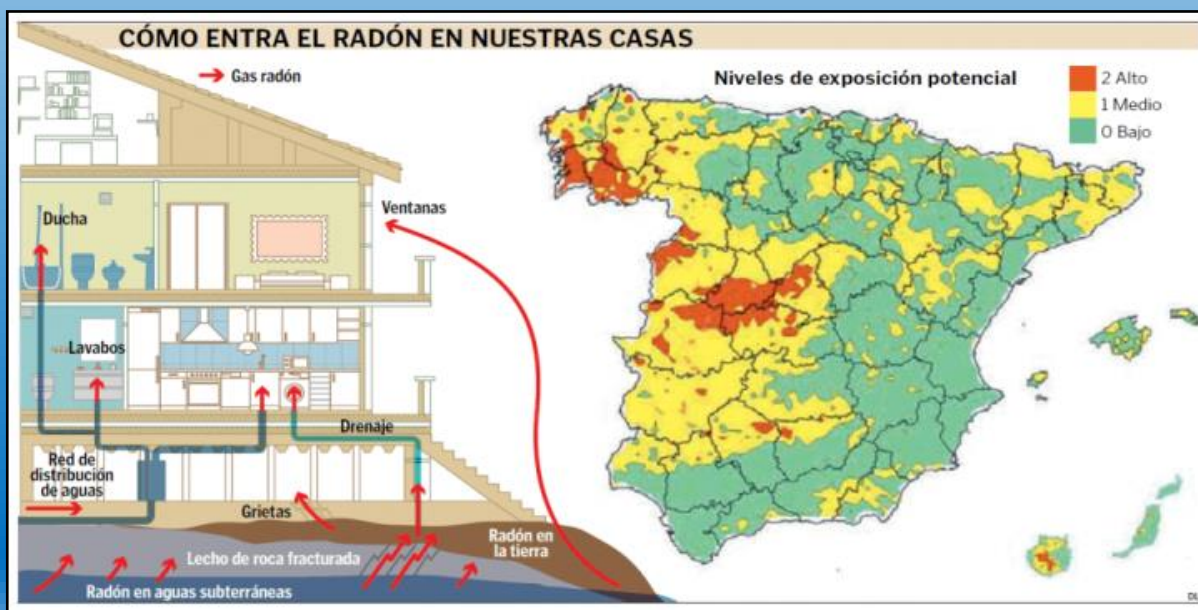 CÓMO ENTRA EL RADÓN EN NUESTRAS CASAS
Gas radón
Niveles de exposición potencial
2 Alto
1 Medio
0 Bajo
Ducha
Ventanas
Lavabos
Drenaje
Red de
distribución
de aguas
Grietas
Radón en
la tierra
Lecho de roca fracturada
Radón en aguas subterráneas